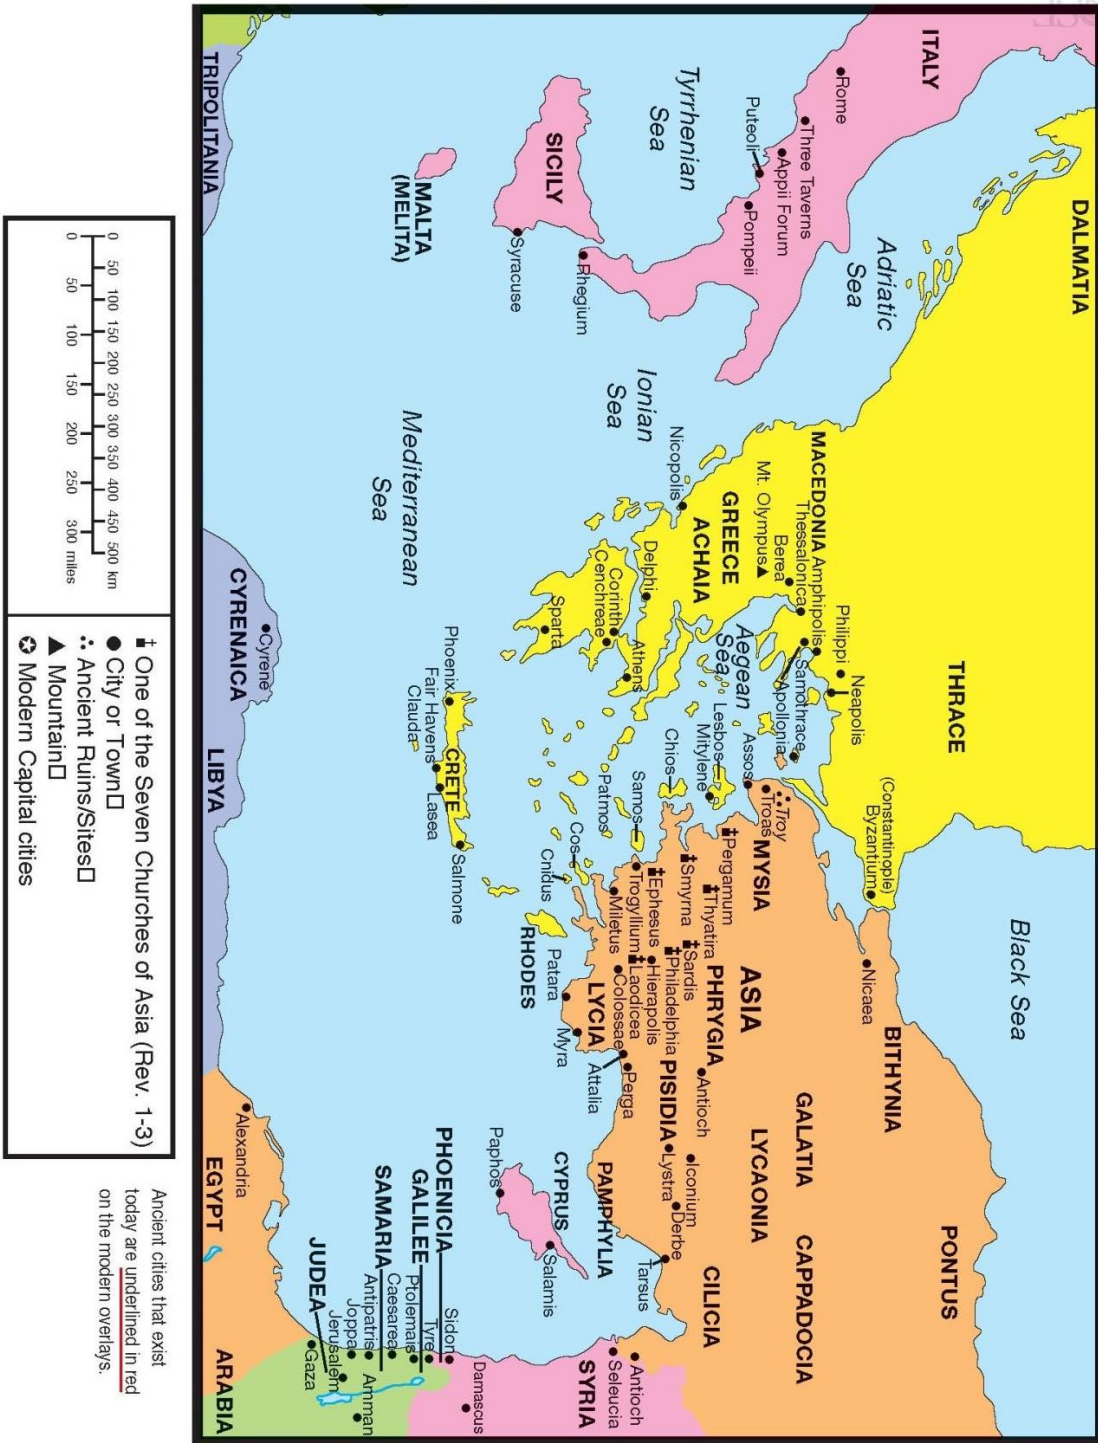 ITALY
DALMATIA
THRACE
Black Sea
Rome
Three Taverns
Appii Forum
Puteoli
Pompeii
Tyrrhenian
Sea
Adriatic
Sea
SICILY
Rhegium
Syracuse
MALTA
(MELITA)
TRIPOLITANIA
Ionian
Sea
Mediterranean
Sea
MACEDONIA
Amphipolis
Thessalonica
Berea
Mt. Olympus
Philippi
Neapolis
Samothrace
Apollonia
GREECE
ACHAIA
Nicopolis
Delphi
Corinth
Cenchreae
Athens
Sparta
Aegean
Sea
Lesbos
Mitylene
Assos
Chios
Samos
Patmos
Cos
Cnidus
Phoenix
Fair Havens
Clauda
CRETE
Lasea
Salmone
RHODES
(Constantinople)
Byzantium
Nicaea
BITHYNIA
PONTUS
Troy
Troas
MYSIA
Pergamum
Thyatira
Smyrna
Sardis
Ephesus
Philadelphia
Trogyllium
Hierapolis
Laodicea
Miletus
Colossae
ASIA
PHRYGIA
LYCIA
Patara
Myra
Attalia
Perga
PISIDIA
Antioch
GALATIA
LYCAONIA
CAPPADOCIA
Iconium
Lystra
Derbe
PAMPHYLIA
CILICIA
Tarsus
CYPRUS
Paphos
Salamis
Antioch
Seleucia
SYRIA
Damascus
PHOENICIA
GALILEE
SAMARIA
JUDEA
Sidon
Tyre
Ptolemais
Caesarea
Antipatris
Joppa
Jerusalem
Gaza
Amman
ARABIA
EGYPT
Alexandria
LIBYA
CYRENAICA
Cyrene
0 50 100 150 200 250 300 350 400 450 500 km
0 50 100 150 200 250 300 miles
One of the Seven Churches of Asia (Rev. 1-3)
City or Town
Ancient Ruins/Sites
Mountain
Modern Capital cities
Ancient cities that exist
today are underlined in red
on the modern overlays.